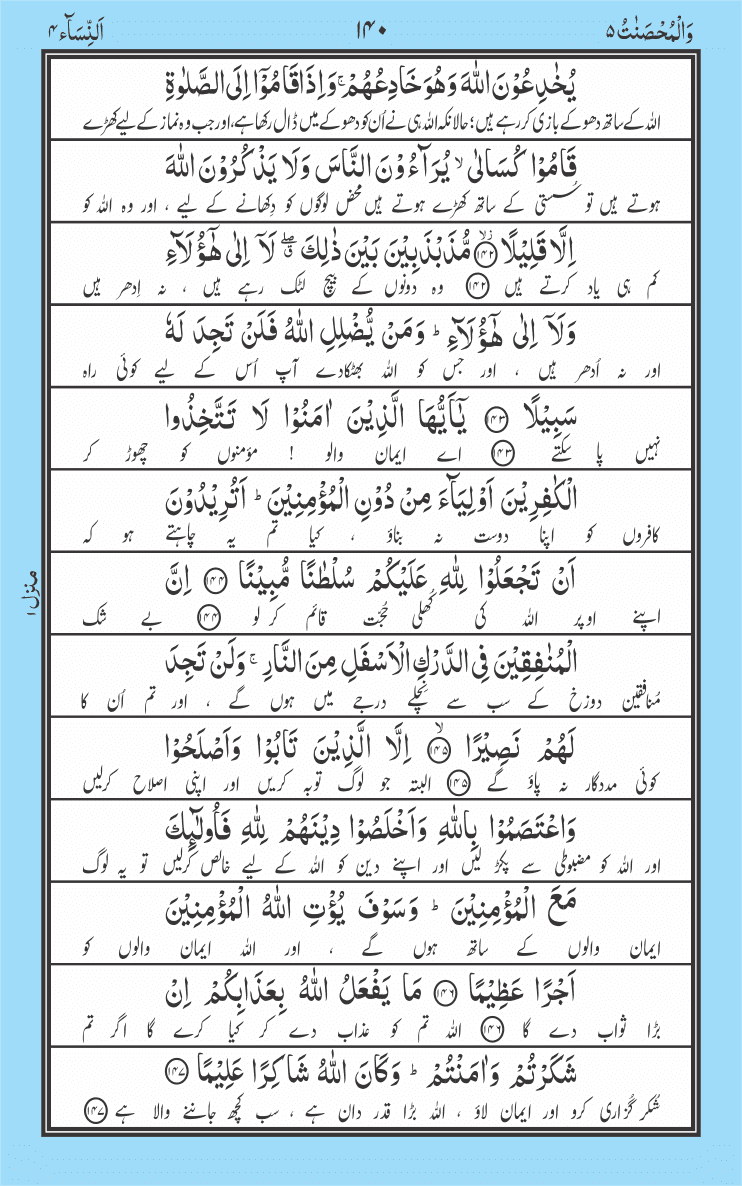 وَالْمُحْصَنٰتُ ۵
۱۴۰
اَلنِّسَآء ۴
يُخٰدِعُوْنَ اللّٰهَ وَهُوَ خَادِعُهُمْ ۚ وَاِذَا قَامُوْٓا اِلَى الصَّلٰوةِ
اللہ کے ساتھ دھوکے بازی کر رہے ہیں؛ حالانکہ اللہ ہی نے اُن کو دھوکے میں ڈال رکھا ہے، اور جب وہ نماز کے لیے کھڑے
قَامُوْا كُسَالٰى ۙ يُرَآءُوْنَ النَّاسَ وَلَا يَذْكُرُوْنَ اللّٰهَ
ہوتے ہیں تو سُستی کے ساتھ کھڑے ہوتے ہیں محض لوگوں کو دِکھانے کے لیے ، اور وہ اللہ کو
اِلَّا قَلِيْلًا ۙ‏﴿۱۴۲﴾ مُّذَبْذَبِيْنَ بَيْنَ ذٰلِكَ ۖۗ لَآ اِلٰى هٰٓؤُلَآءِ
کم ہی یاد کرتے ہیں ﴿۱۴۲﴾ وہ دونوں کے بیچ لٹک رہے ہیں ، نہ اِدھر ہیں
وَلَآ اِلٰى هٰٓؤُلَآءِ ؕ وَمَنْ يُّضْلِلِ اللّٰهُ فَلَنْ تَجِدَ لَهٗ
اور نہ اُدھر ہیں ، اور جس کو اللہ بھٹکادے آپ اُس کے لیے کوئی راہ
سَبِيْلًا ﴿۱۴۳﴾ يٰٓاَيُّهَا الَّذِيْنَ اٰمَنُوْا لَا تَتَّخِذُوا
نہیں پا سکتے ﴿۱۴۳﴾ اے ایمان والو ! مؤمنوں کو چھوڑ کر
الْكٰفِرِيْنَ اَوْلِيَآءَ مِنْ دُوْنِ الْمُؤْمِنِيْنَ ؕ اَتُرِيْدُوْنَ
کافروں کو اپنا دوست نہ بناؤ ، کیا تم یہ چاہتے ہو کہ
اَنْ تَجْعَلُوْا لِلّٰهِ عَلَيْكُمْ سُلْطٰنًا مُّبِيْنًا ﴿۱۴۴﴾ اِنَّ
اپنے اوپر اللہ کی کُھلی حُجّت قائم کر لو ﴿۱۴۴﴾ بے شک
منزل ۱
الْمُنٰفِقِيْنَ فِي الدَّرْكِ الْاَسْفَلِ مِنَ النَّارِ ۚ وَلَنْ تَجِدَ
مُنافقین دوزخ کے سب سے نِچلے درجے میں ہوں گے ، اور تم اُن کا
لَهُمْ نَصِيْرًا ۙ‏﴿۱۴۵﴾ اِلَّا الَّذِيْنَ تَابُوْا وَاَصْلَحُوْا
کوئی مددگار نہ پاؤ گے ﴿۱۴۵﴾ البتہ جو لوگ توبہ کریں اور اپنی اصلاح کرلیں
وَاعْتَصَمُوْا بِاللّٰهِ وَاَخْلَصُوْا دِيْنَهُمْ لِلّٰهِ فَاُولٰٓئِكَ
اور اللہ کو مضبوطی سے پکڑ لیں اور اپنے دین کو اللہ کے لیے خالص کرلیں تو یہ لوگ
مَعَ الْمُؤْمِنِيْنَ ؕ وَسَوْفَ يُؤْتِ اللّٰهُ الْمُؤْمِنِيْنَ
ایمان والوں کے ساتھ ہوں گے ، اور اللہ ایمان والوں کو
اَجْرًا عَظِيْمًا ﴿۱۴۶﴾ مَا يَفْعَلُ اللّٰهُ بِعَذَابِكُمْ اِنْ
بڑا ثواب دے گا ﴿۱۴۶﴾ اللہ تم کو عذاب دے کر کیا کرے گا اگر تم
شَكَرْتُمْ وَاٰمَنْتُمْ ؕ وَكَانَ اللّٰهُ شَاكِرًا عَلِيْمًا ﴿۱۴۷﴾
شُکر گُزاری کرو اور ایمان لاؤ ، اللہ بڑا قدر دان ہے ، سب کچھ جاننے والا ہے ﴿۱۴۷﴾